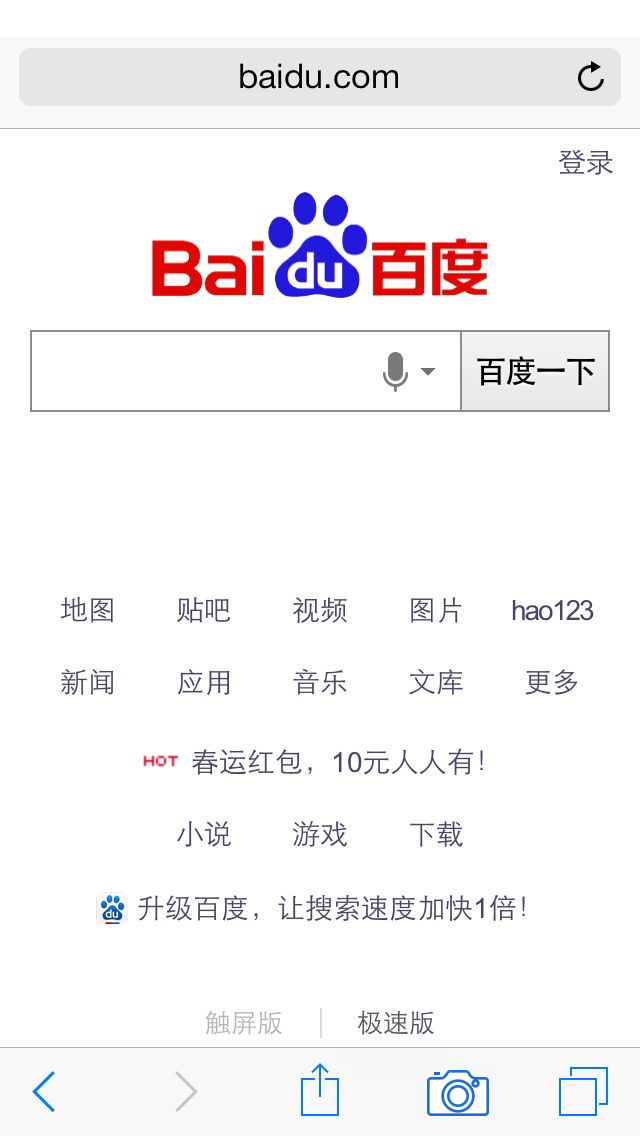 baidu.com
登录
Bai du 百度
百度一下
地图 贴吧 视频 图片 hao123
新闻 应用 音乐 文库 更多
HOT 春运红包，10元人人有！
小说 游戏 下载
du 升级百度，让搜索速度加快1倍！
触屏版 极速版